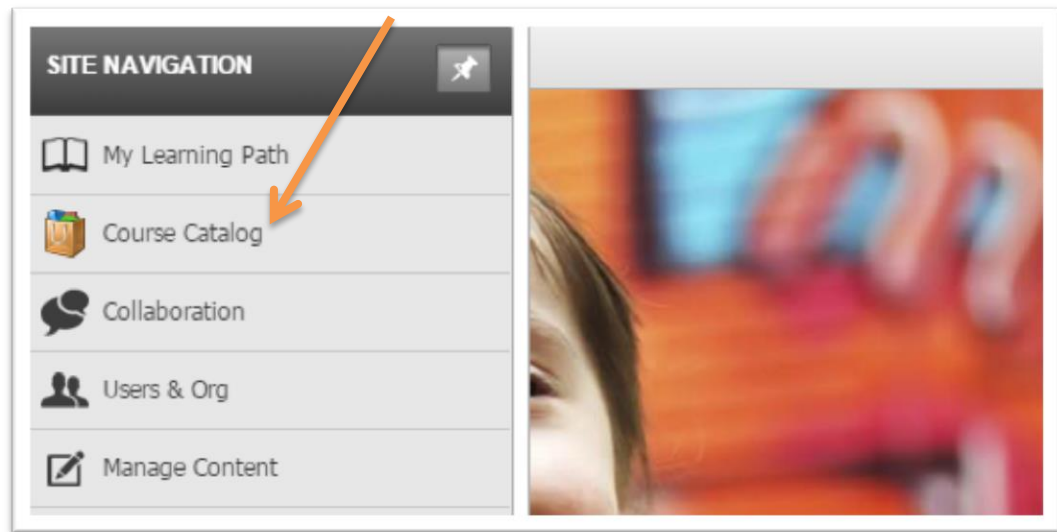 SITE NAVIGATION
My Learning Path
Course Catalog
Collaboration
Users & Org
Manage Content